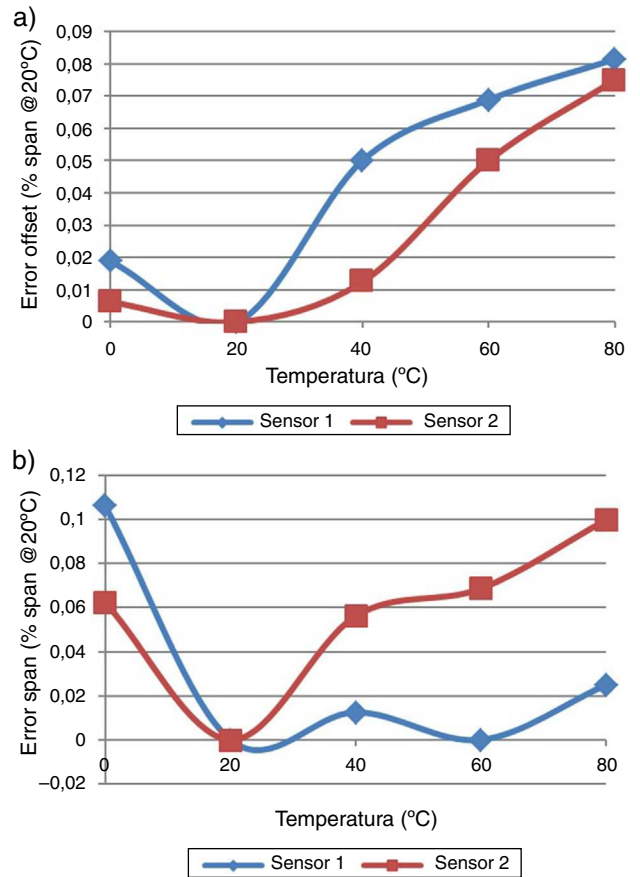 a)
Error offset (% span @20ºC)
0,09
0,08
0,07
0,06
0,05
0,04
0,03
0,02
0,01
0
0 20 40 60 80
Temperatura (ºC)
Sensor 1 Sensor 2
b)
Error span (% span @20ºC)
0,12
0,1
0,08
0,06
0,04
0,02
0
–0,02
0 20 40 60 80
Temperatura (ºC)
Sensor 1 Sensor 2